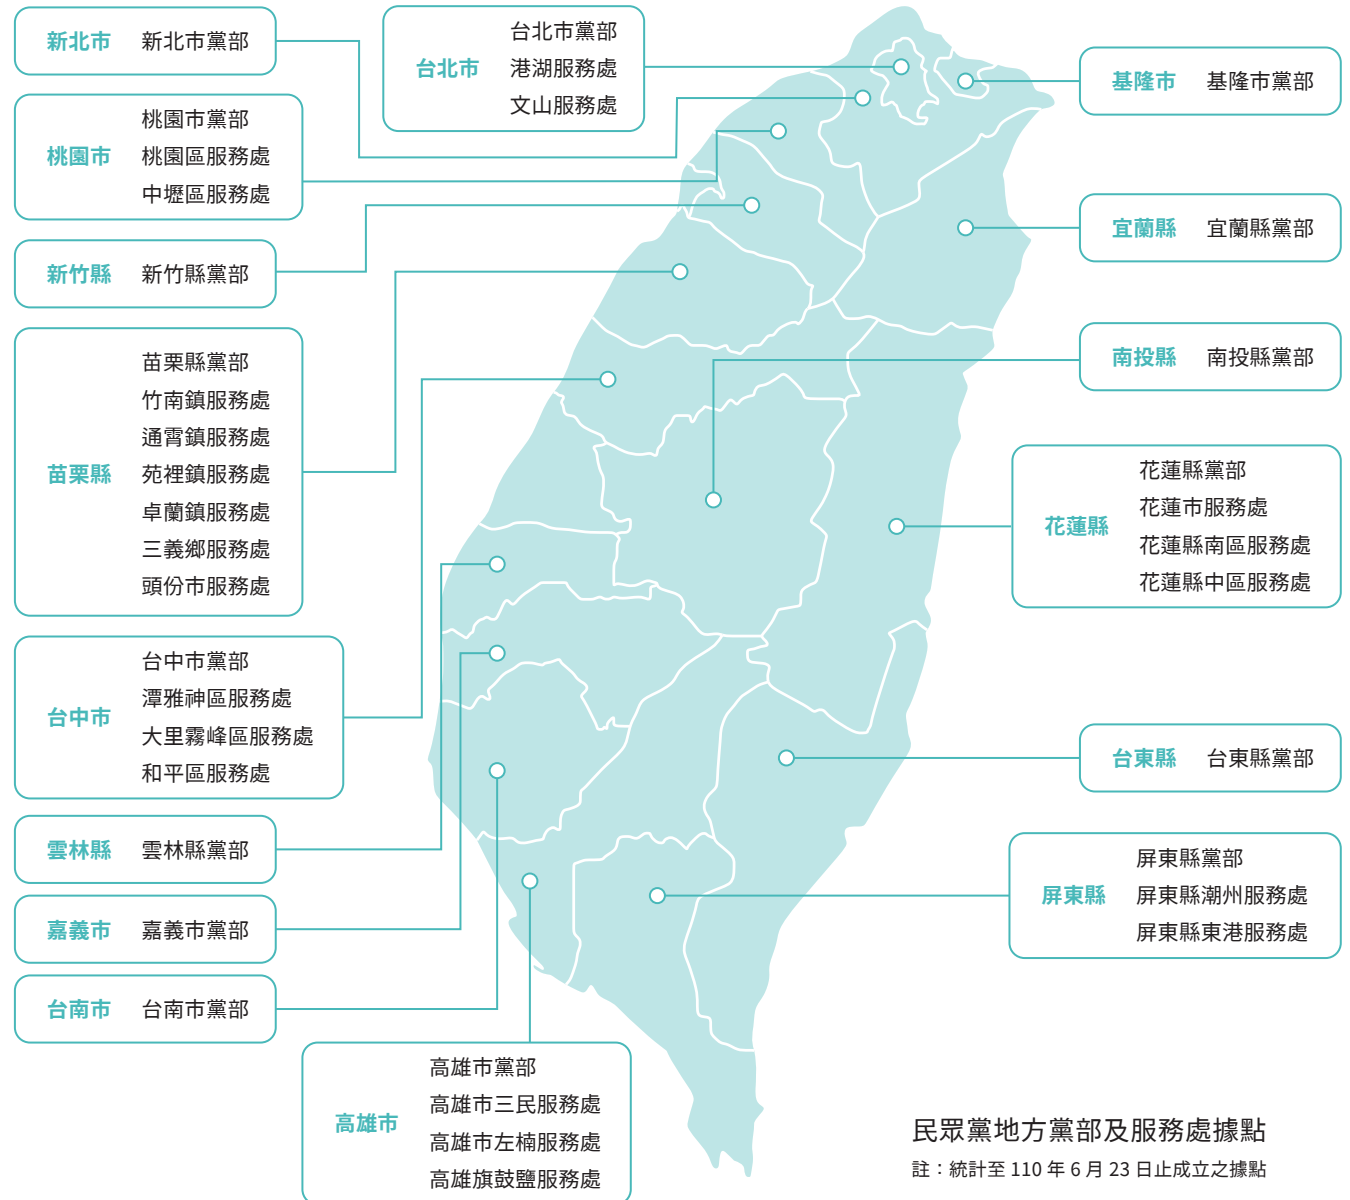 新北市 新北市黨部
台北市
台北市黨部
港湖服務處
文山服務處
基隆市 基隆市黨部
桃園市
桃園市黨部
桃園區服務處
中壢區服務處
宜蘭縣 宜蘭縣黨部
新竹縣 新竹縣黨部
南投縣 南投縣黨部
苗栗縣
苗栗縣黨部
竹南鎮服務處
通霄鎮服務處
苑裡鎮服務處
卓蘭鎮服務處
三義鄉服務處
頭份市服務處
花蓮縣
花蓮縣黨部
花蓮市服務處
花蓮縣南區服務處
花蓮縣中區服務處
台中市
台中市黨部
潭雅神區服務處
大里霧峰區服務處
和平區服務處
台東縣 台東縣黨部
雲林縣 雲林縣黨部
屏東縣
屏東縣黨部
屏東縣潮州服務處
屏東縣東港服務處
嘉義市 嘉義市黨部
台南市 台南市黨部
高雄市
高雄市黨部
高雄市三民服務處
高雄市左楠服務處
高雄旗鼓鹽服務處
民眾黨地方黨部及服務處據點
註：統計至 110 年 6 月 23 日止成立之據點